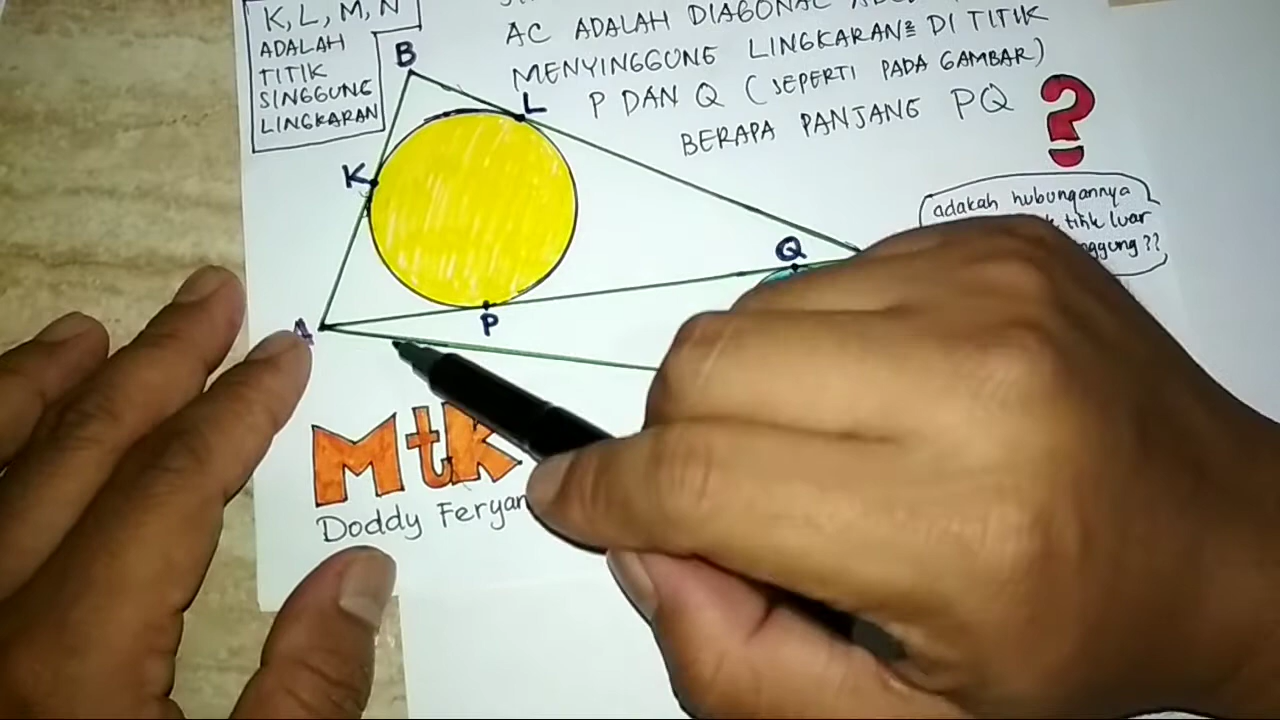 K, L, M, N
ADALAH
TITIK
SINGGUNG
LINGKARAN
AC ADALAH DIAGONAL
MENYINGGUNG LINGKARAN² DI TITIK
P DAN Q (SEPERTI PADA GAMBAR)
BERAPA PANJANG PQ
?
adakah hubungannya
titik luar
??
B
L
K
Q
A
P
Mtk
Doddy Feryan